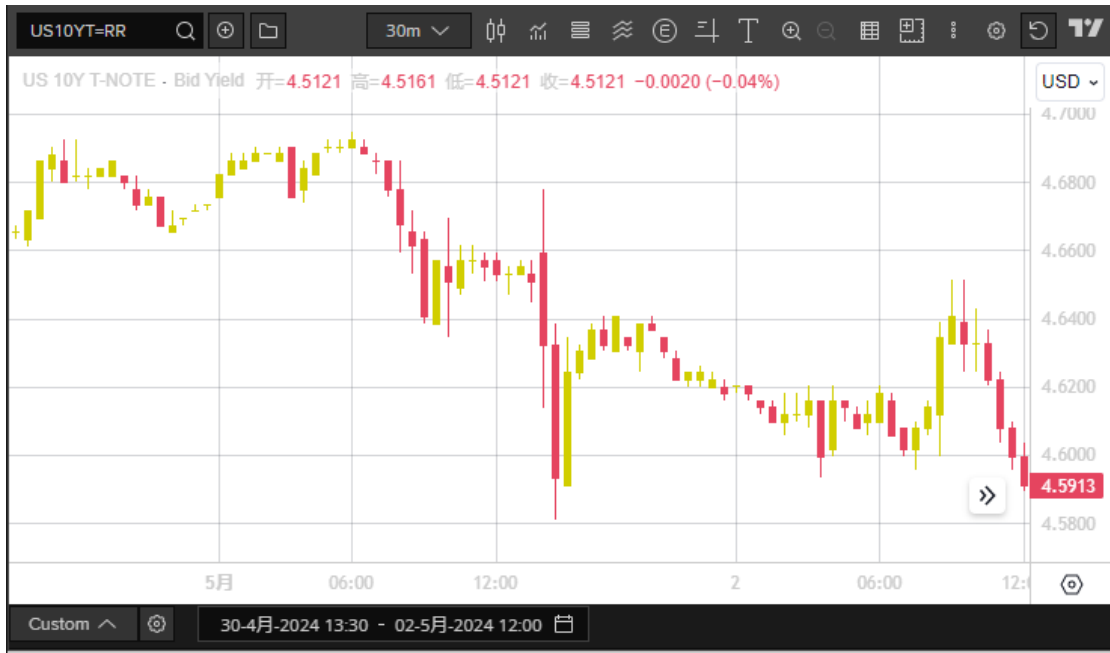 US10YT=RR 30m
US 10Y T-NOTE · Bid Yield 开=4.5121 高=4.5161 低=4.5121 收=4.5121 −0.0020 (−0.04%)
USD
4.7000
4.6800
4.6600
4.6400
4.6200
4.6000
4.5913
4.5800
5月 06:00 12:00 2 06:00 12:0
Custom 30-4月-2024 13:30 - 02-5月-2024 12:00